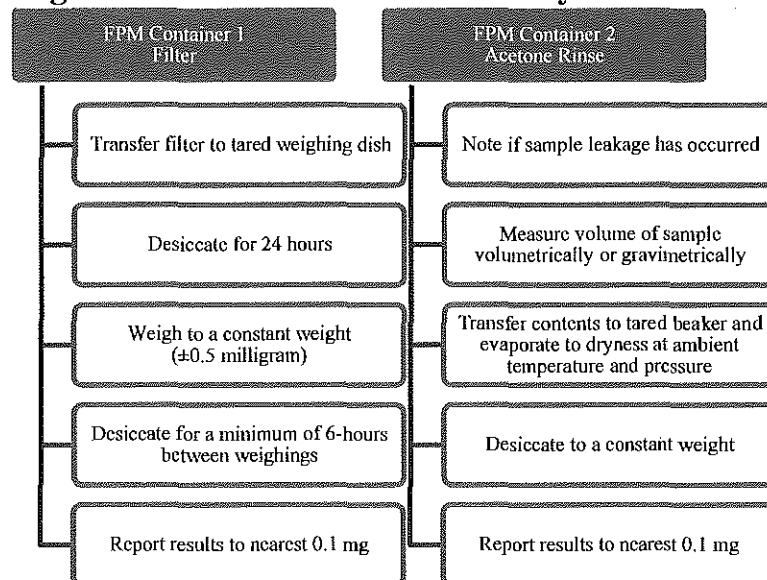 FPM Container 1
Filter
Transfer filter to tared weighing dish
Desiccate for 24 hours
Weigh to a constant weight
(±0.5 milligram)
Desiccate for a minimum of 6-hours
between weighings
Report results to nearest 0.1 mg
FPM Container 2
Acetone Rinse
Note if sample leakage has occurred
Measure volume of sample
volumetrically or gravimetrically
Transfer contents to tared beaker and
evaporate to dryness at ambient
temperature and pressure
Desiccate to a constant weight
Report results to nearest 0.1 mg